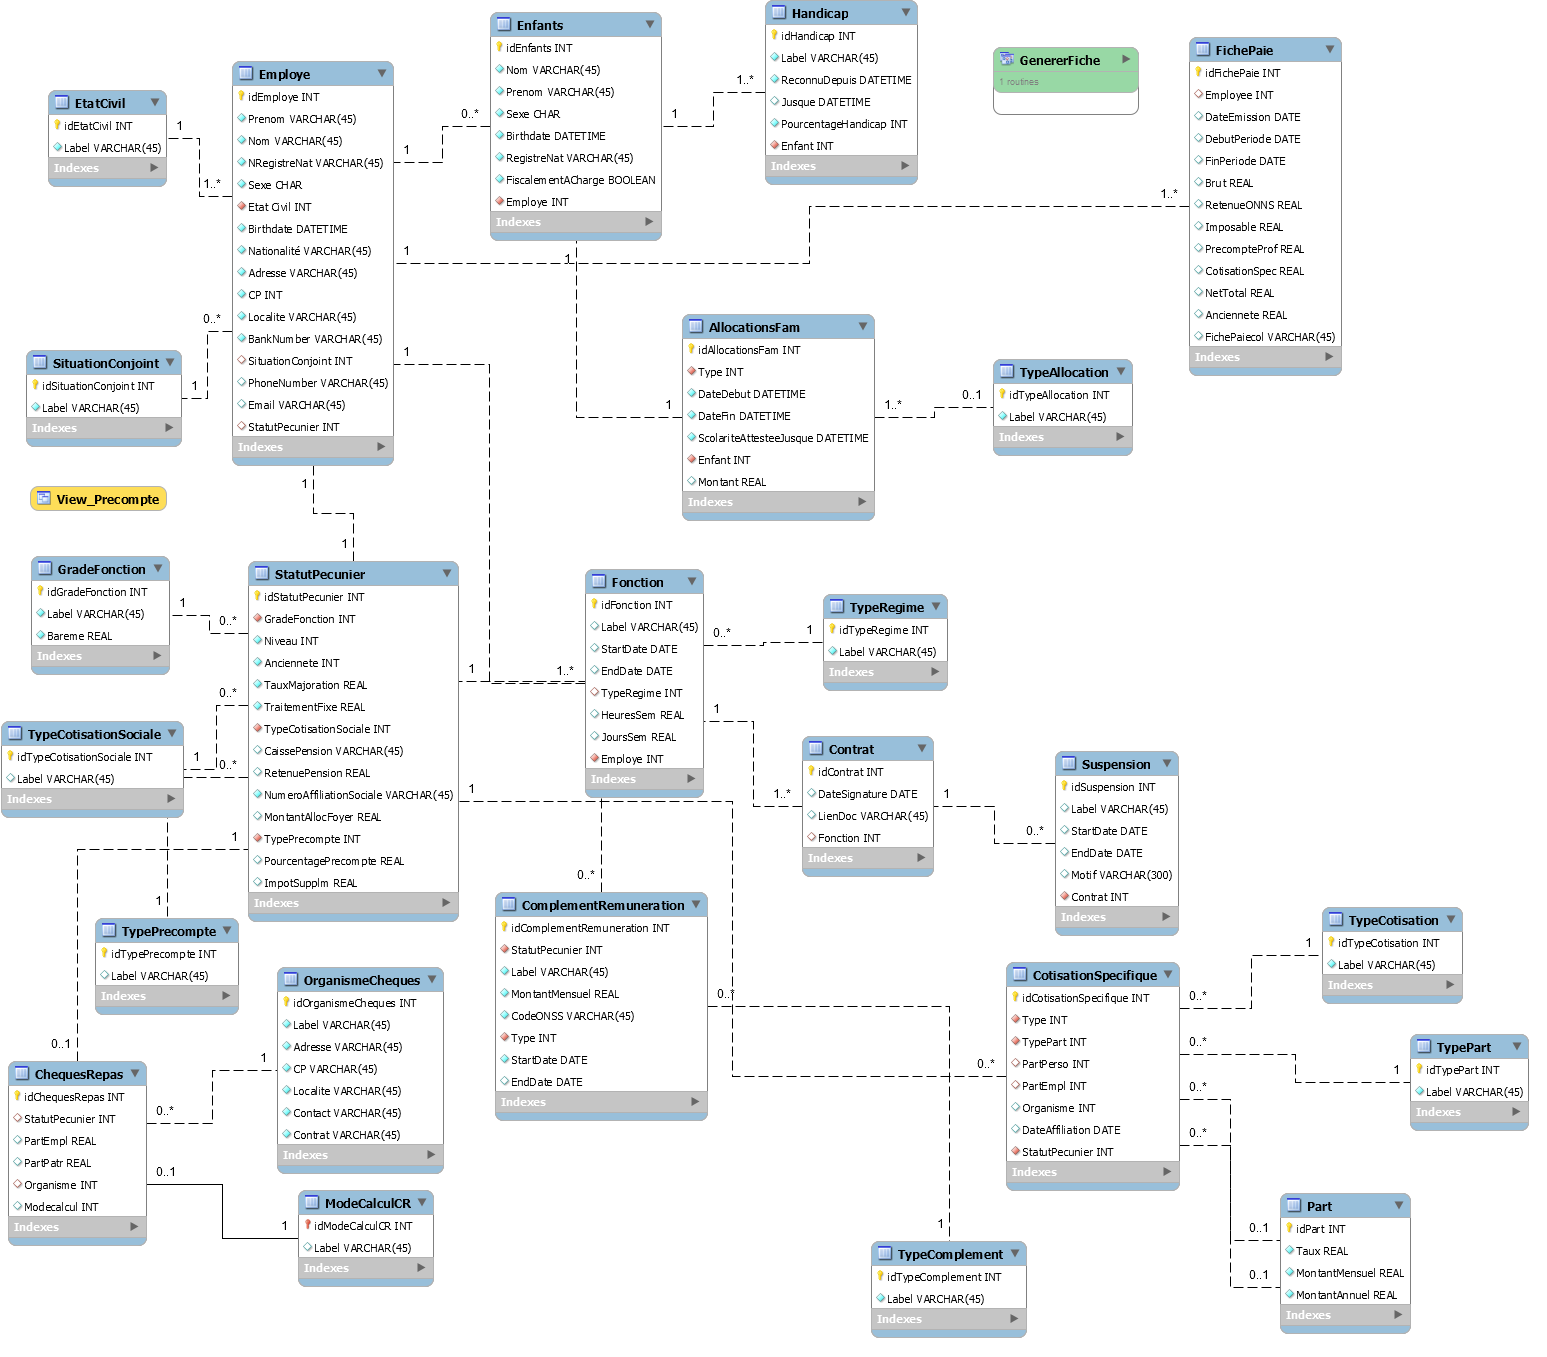 EtatCivil
idEtatCivil INT
Label VARCHAR(45)
Indexes
1
1..*
Employe
idEmploye INT
Prenom VARCHAR(45)
Nom VARCHAR(45)
NRegistreNat VARCHAR(45)
Sexe CHAR
Etat Civil INT
Birthdate DATETIME
Nationalité VARCHAR(45)
Adresse VARCHAR(45)
CP INT
Localite VARCHAR(45)
BankNumber VARCHAR(45)
SituationConjoint INT
PhoneNumber VARCHAR(45)
Email VARCHAR(45)
StatutPecunier INT
Indexes
1
0..*
1
1..*
1
1
1
Enfants
idEnfants INT
Nom VARCHAR(45)
Prenom VARCHAR(45)
Sexe CHAR
Birthdate DATETIME
RegistreNat VARCHAR(45)
FiscalementACharge BOOLEAN
Employe INT
Indexes
1
1..*
1
1
Handicap
idHandicap INT
Label VARCHAR(45)
ReconnuDepuis DATETIME
Jusque DATETIME
PourcentageHandicap INT
Enfant INT
Indexes
GenererFiche
1 routines
FichePaie
idFichePaie INT
Employee INT
DateEmission DATE
DebutPeriode DATE
FinPeriode DATE
Brut REAL
RetenueONNS REAL
Imposable REAL
PrecompteProf REAL
CotisationSpec REAL
NetTotal REAL
Anciennete REAL
FichePaiecol VARCHAR(45)
Indexes
SituationConjoint
idSituationConjoint INT
Label VARCHAR(45)
Indexes
1
0..*
AllocationsFam
idAllocationsFam INT
Type INT
DateDebut DATETIME
DateFin DATETIME
ScolariteAttesteeJusque DATETIME
Enfant INT
Montant REAL
Indexes
1..*
0..1
TypeAllocation
idTypeAllocation INT
Label VARCHAR(45)
Indexes
View_Precompte
GradeFonction
idGradeFonction INT
Label VARCHAR(45)
Bareme REAL
Indexes
1
0..*
StatutPecunier
idStatutPecunier INT
GradeFonction INT
Niveau INT
Anciennete INT
TauxMajoration REAL
TraitementFixe REAL
TypeCotisationSociale INT
CaissePension VARCHAR(45)
RetenuePension REAL
NumeroAffiliationSociale VARCHAR(45)
MontantAllocFoyer REAL
TypePrecompte INT
PourcentagePrecompte REAL
ImpotSupplm REAL
Indexes
1
1..*
1
Fonction
idFonction INT
Label VARCHAR(45)
StartDate DATE
EndDate DATE
TypeRegime INT
HeuresSem REAL
JoursSem REAL
Employe INT
Indexes
0..*
1
1
1..*
0..*
TypeRegime
idTypeRegime INT
Label VARCHAR(45)
Indexes
Contrat
idContrat INT
DateSignature DATE
LienDoc VARCHAR(45)
Fonction INT
Indexes
1
0..*
Suspension
idSuspension INT
Label VARCHAR(45)
StartDate DATE
EndDate DATE
Motif VARCHAR(300)
Contrat INT
Indexes
TypeCotisationSociale
idTypeCotisationSociale INT
Label VARCHAR(45)
Indexes
0..*
1
0..*
1
1
TypePrecompte
idTypePrecompte INT
Label VARCHAR(45)
Indexes
ComplementRemuneration
idComplementRemuneration INT
StatutPecunier INT
Label VARCHAR(45)
MontantMensuel REAL
CodeONSS VARCHAR(45)
Type INT
StartDate DATE
EndDate DATE
Indexes
0..*
1
OrganismeCheques
idOrganismeCheques INT
Label VARCHAR(45)
Adresse VARCHAR(45)
CP VARCHAR(45)
Localite VARCHAR(45)
Contact VARCHAR(45)
Contrat VARCHAR(45)
Indexes
0..1
ChequesRepas
idChequesRepas INT
StatutPecunier INT
PartEmpl REAL
PartPatr REAL
Organisme INT
Modecalcul INT
Indexes
1
0..*
0..1
1
ModeCalculCR
idModeCalculCR INT
Label VARCHAR(45)
Indexes
CotisationSpecifique
idCotisationSpecifique INT
Type INT
TypePart INT
PartPerso INT
PartEmpl INT
Organisme INT
DateAffiliation DATE
StatutPecunier INT
Indexes
0..*
0..*
1
0..*
1
0..*
0..*
0..1
0..1
TypeCotisation
idTypeCotisation INT
Label VARCHAR(45)
Indexes
TypePart
idTypePart INT
Label VARCHAR(45)
Indexes
Part
idPart INT
Taux REAL
MontantMensuel REAL
MontantAnnuel REAL
Indexes
TypeComplement
idTypeComplement INT
Label VARCHAR(45)
Indexes